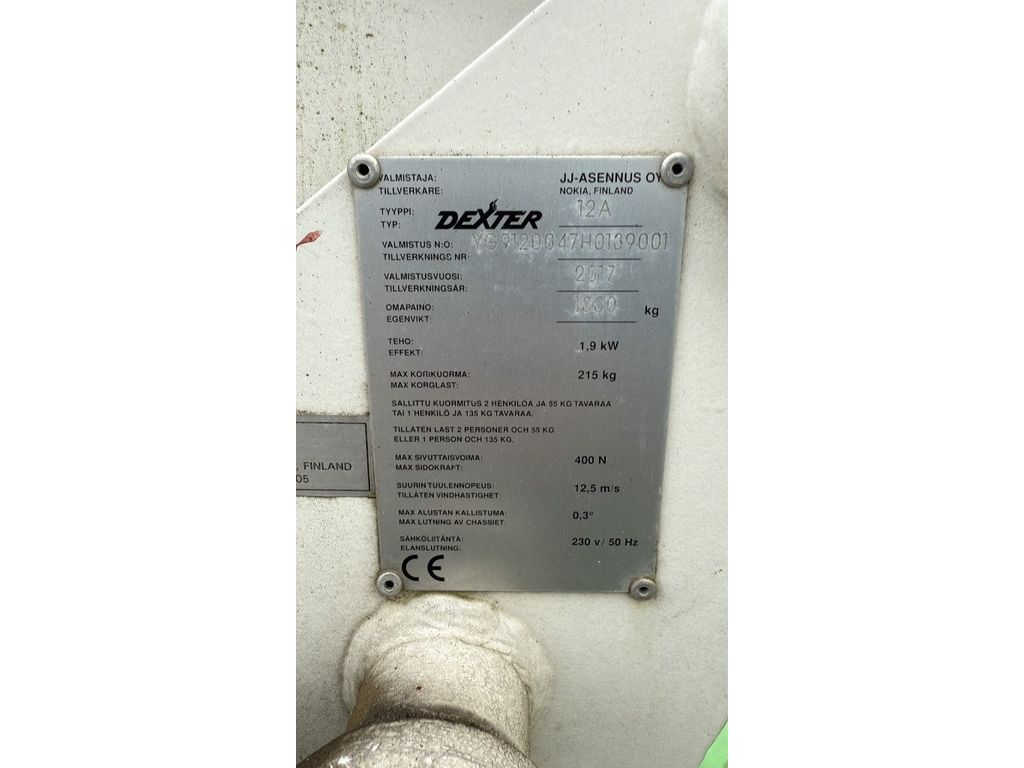 VALMISTAJA: JJ-ASENNUS OY
TILLVERKARE: NOKIA, FINLAND
TYYPPI: DEXTER 12A
TYP:
VALMISTUS N:O: YG9120047H0139001
TILLVERKNINGS NR:
VALMISTUSVUOSI: 2017
TILLVERKNINGSÅR:
OMAPAINO: kg
EGENVIKT:
TEHO: 1,9 kW
EFFEKT:
MAX KORIKUORMA: 215 kg
MAX KORGLAST:
SALLITTU KUORMITUS 2 HENKILÖÄ JA 55 KG TAVARAA
TAI 1 HENKILÖ JA 135 KG TAVARAA.
TILLÅTEN LAST 2 PERSONER OCH 55 KG
ELLER 1 PERSON OCH 135 KG.
MAX SIVUTTAISVOIMA: 400 N
MAX SIDOKRAFT:
SUURIN TUULENNOPEUS: 12,5 m/s
TILLÅTEN VINDHASTIGHET:
MAX ALUSTAN KALLISTUMA: 0,3°
MAX LUTNING AV CHASSIET:
SÄHKÖLIITÄNTÄ: 230 v / 50 Hz
ELANSLUTNING:
CE
, FINLAND
05